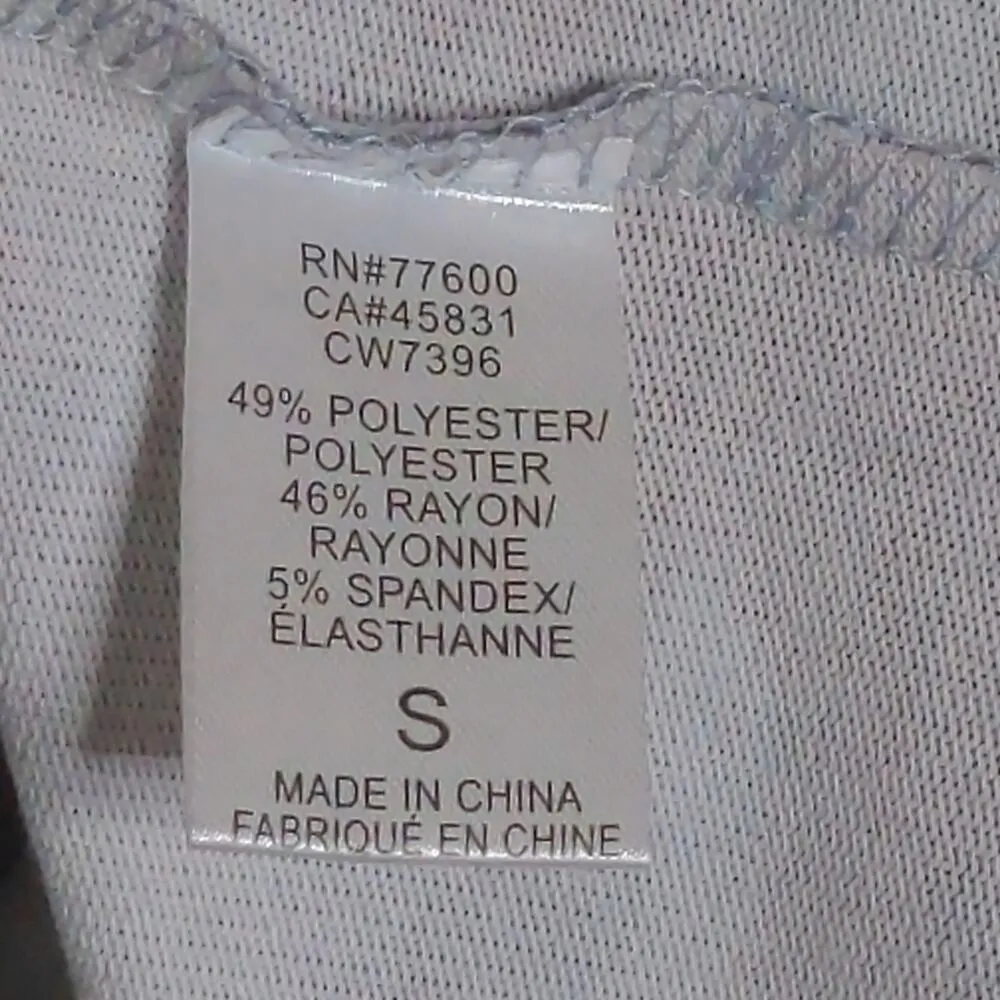 RN#77600
CA#45831
CW7396
49% POLYESTER/
POLYESTER
46% RAYON/
RAYONNE
5% SPANDEX/
ÉLASTHANNE
S
MADE IN CHINA
FABRIQUÉ EN CHINE